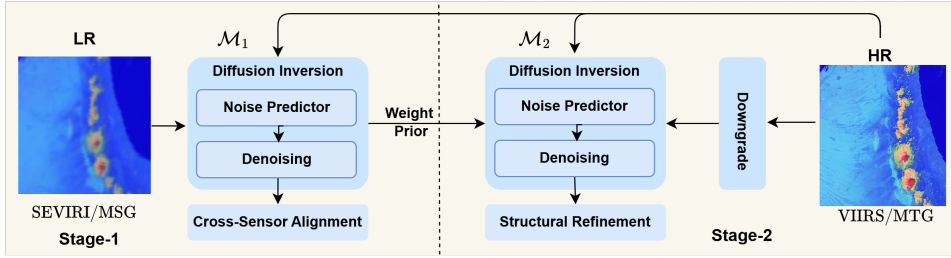 LR
SEVIRI/MSG
Stage-1
M₁
Diffusion Inversion
Noise Predictor
Denoising
Cross-Sensor Alignment
Weight
Prior
M₂
Diffusion Inversion
Noise Predictor
Denoising
Structural Refinement
Downgrade
HR
VIIRS/MTG
Stage-2